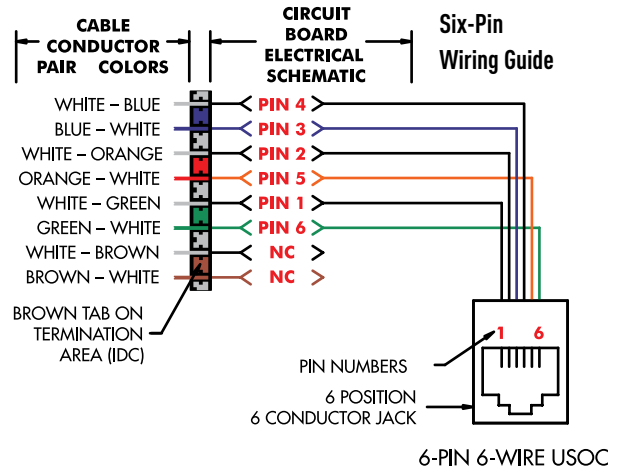 CABLE
CONDUCTOR
PAIR COLORS
CIRCUIT
BOARD
ELECTRICAL
SCHEMATIC
Six-Pin
Wiring Guide
WHITE – BLUE PIN 4
BLUE – WHITE PIN 3
WHITE – ORANGE PIN 2
ORANGE – WHITE PIN 5
WHITE – GREEN PIN 1
GREEN – WHITE PIN 6
WHITE – BROWN NC
BROWN – WHITE NC
BROWN TAB ON
TERMINATION
AREA (IDC)
1 6
PIN NUMBERS
6 POSITION
6 CONDUCTOR JACK
6-PIN 6-WIRE USOC